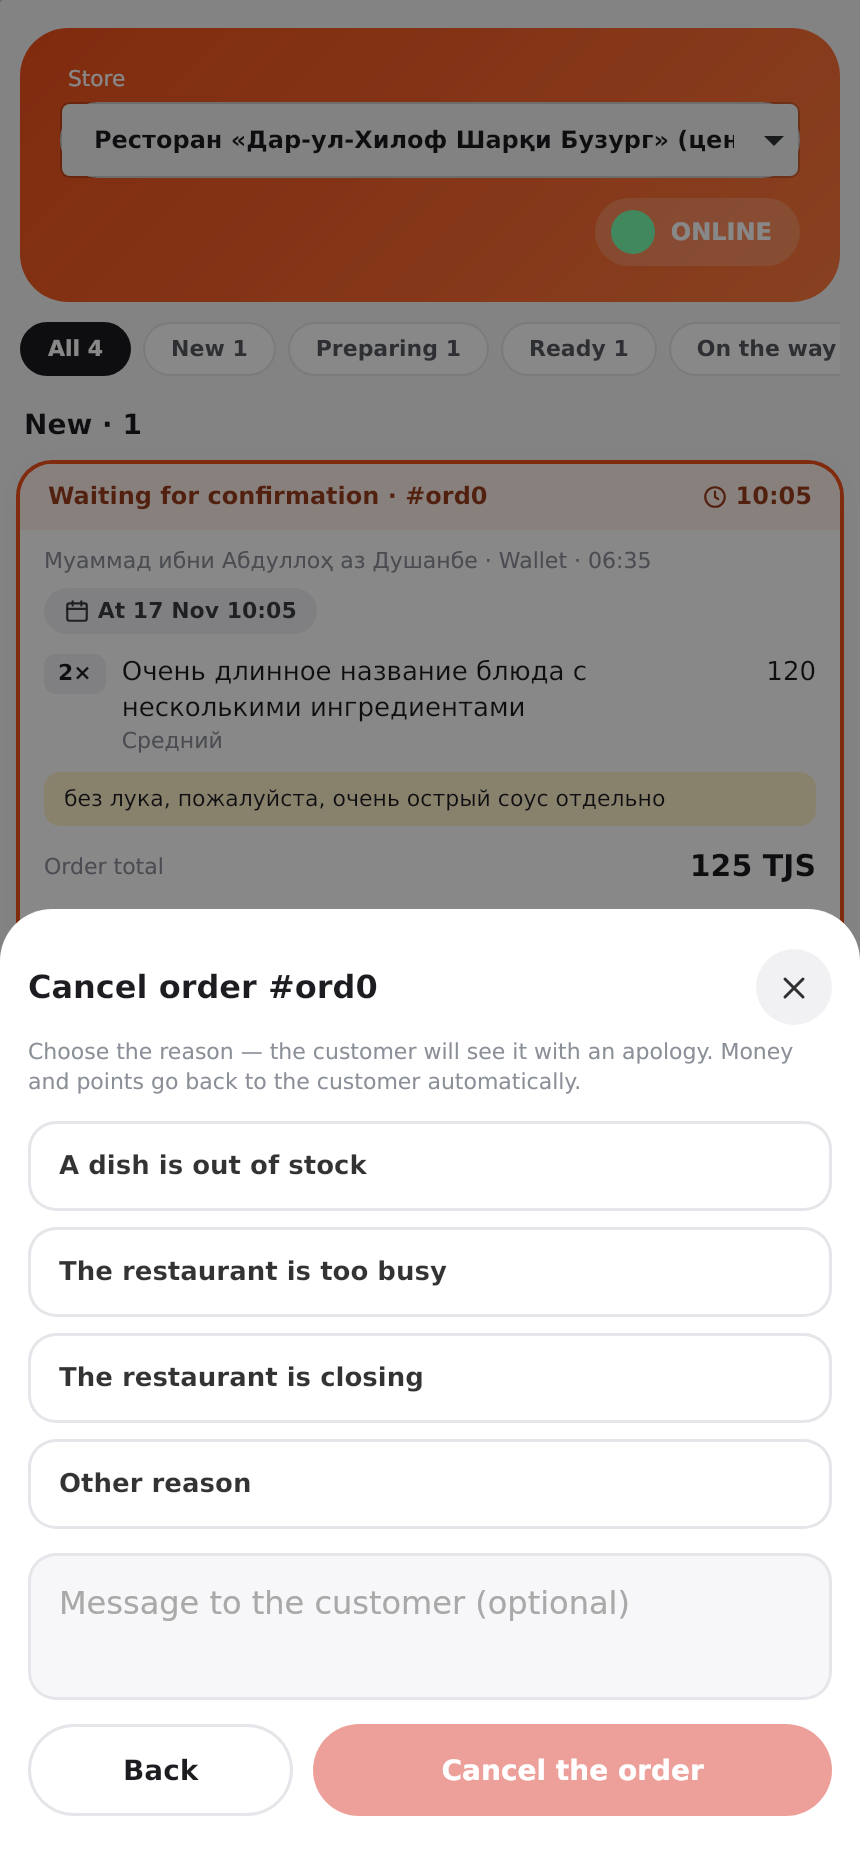 Store
Ресторан «Дар-ул-Хилоф Шарқи Бузург» (цен
ONLINE
All 4
New 1
Preparing 1
Ready 1
On the way
New · 1
Waiting for confirmation · #ord0
10:05
Муаммад ибни Абдуллоҳ аз Душанбе · Wallet · 06:35
At 17 Nov 10:05
2× Очень длинное название блюда с 120
несколькими ингредиентами
Средний
без лука, пожалуйста, очень острый соус отдельно
Order total 125 TJS
Cancel order #ord0
Choose the reason — the customer will see it with an apology. Money
and points go back to the customer automatically.
A dish is out of stock
The restaurant is too busy
The restaurant is closing
Other reason
Message to the customer (optional)
Back
Cancel the order